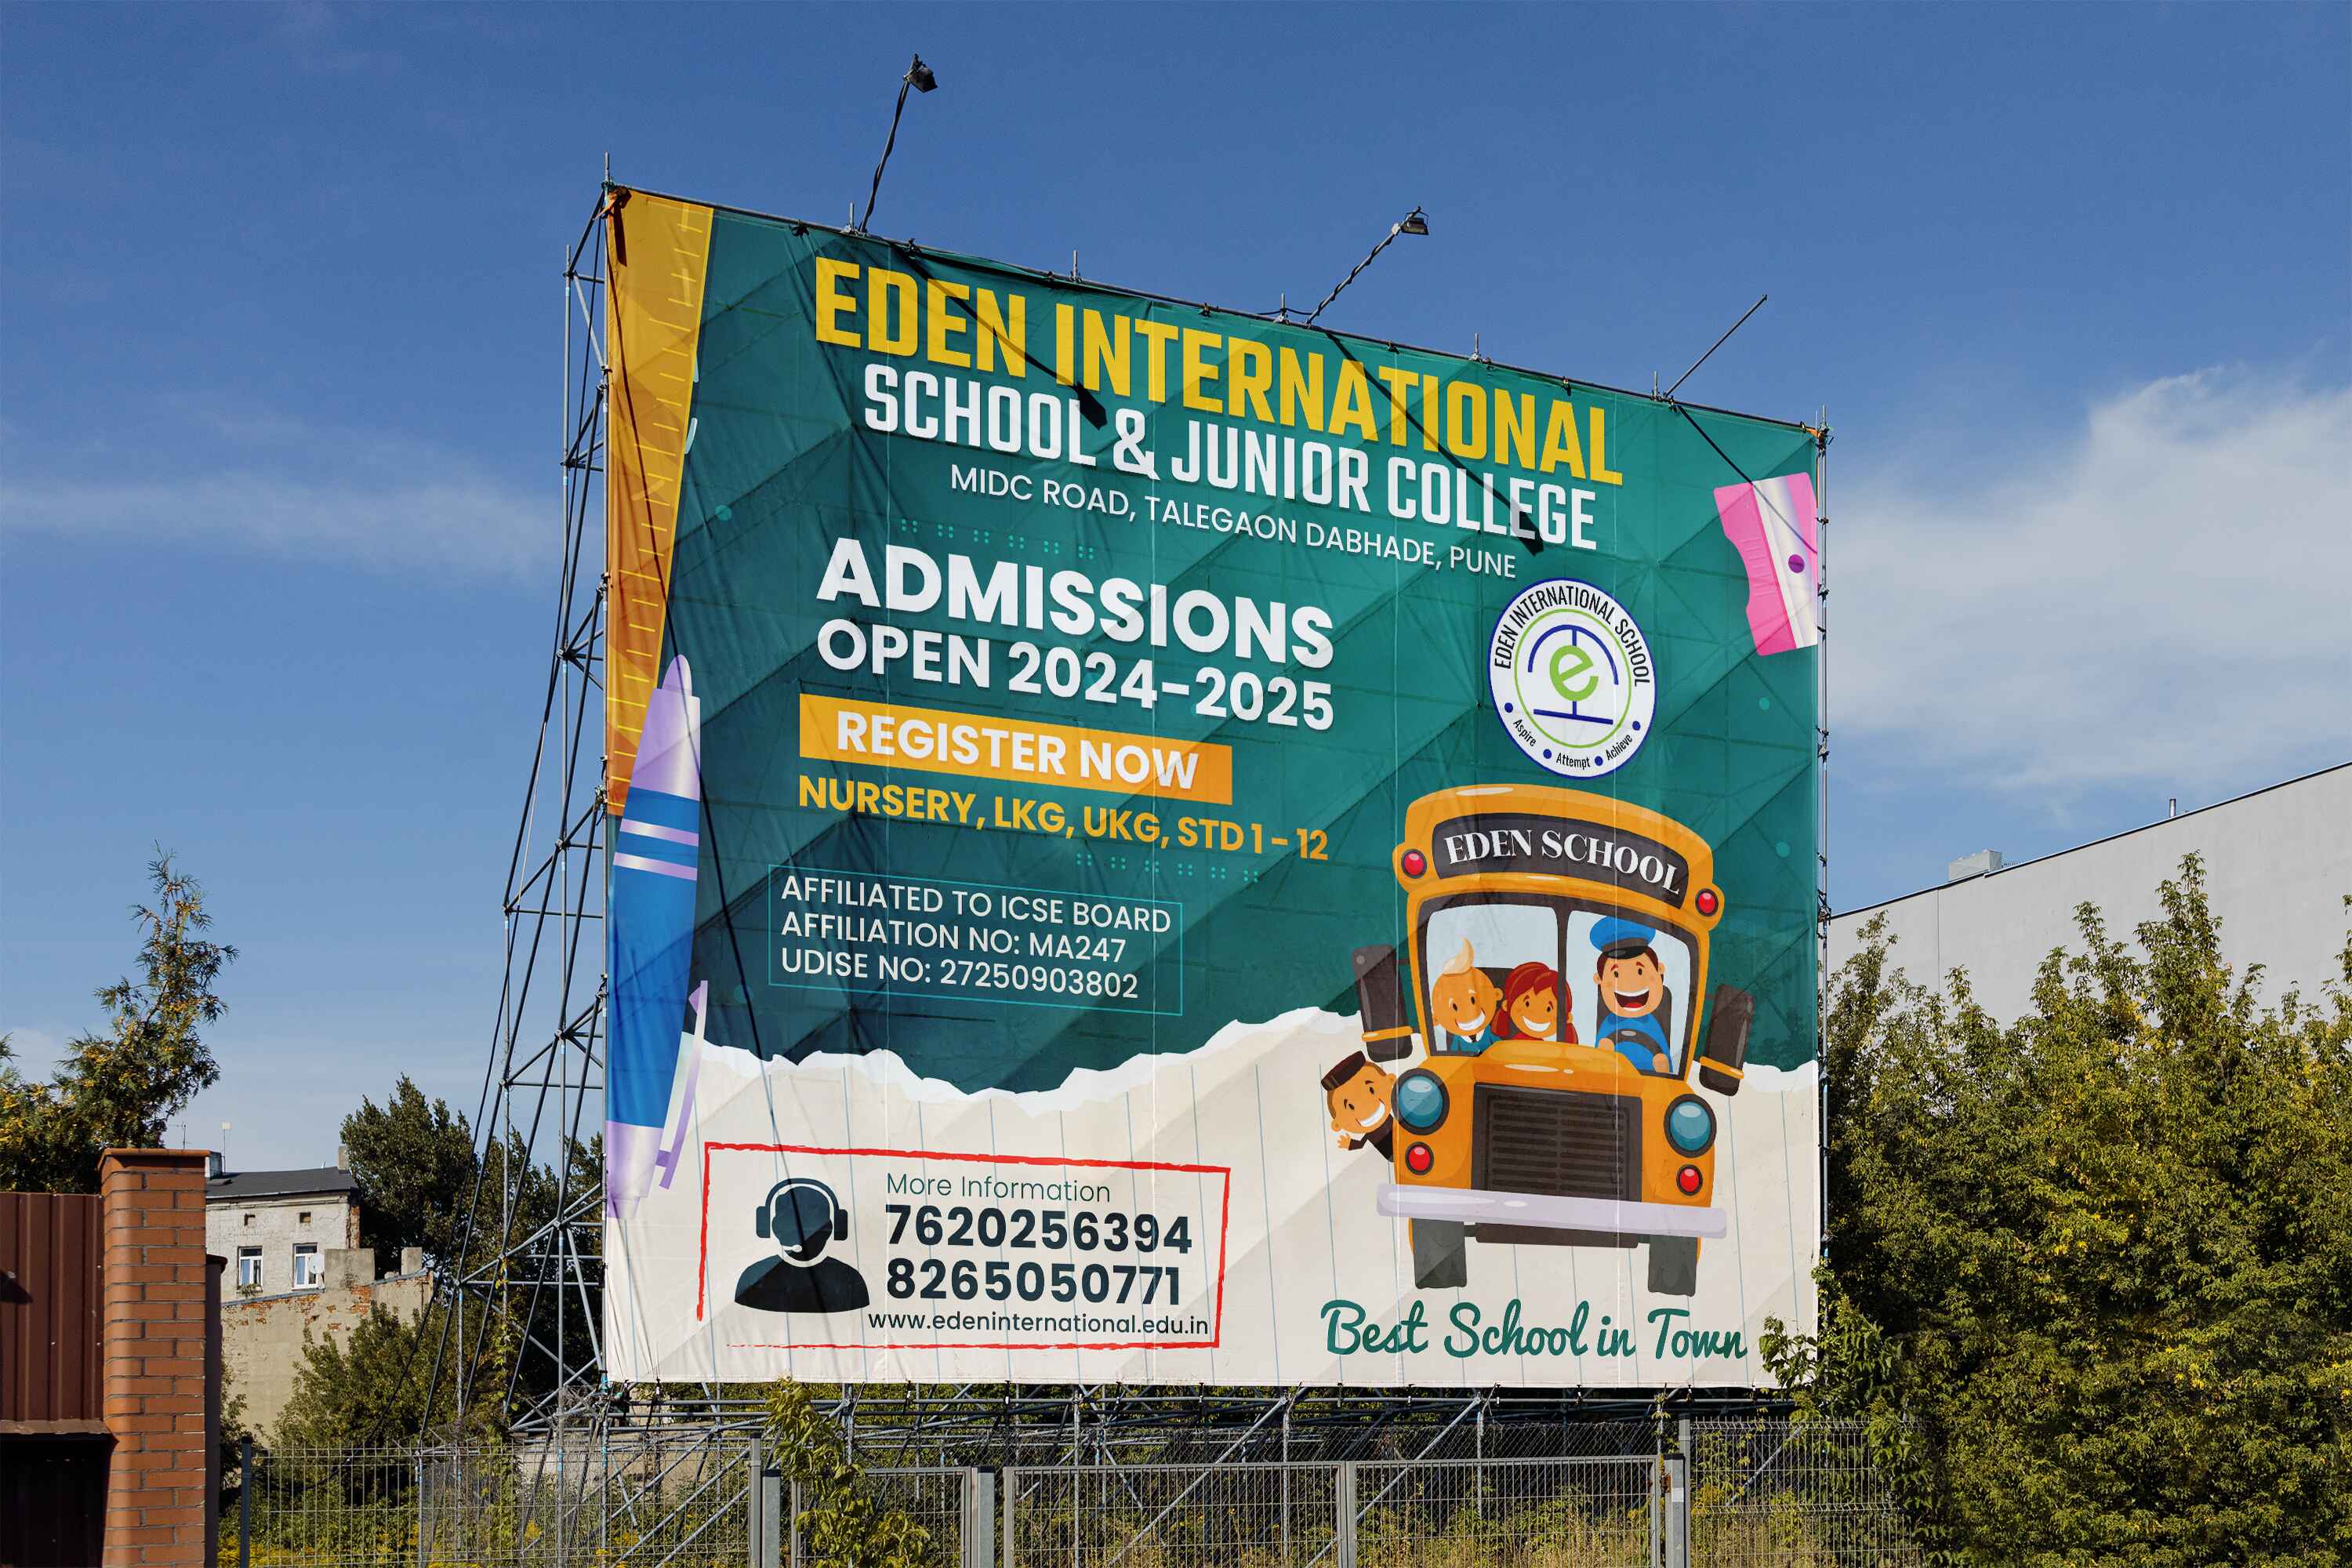 EDEN INTERNATIONAL
SCHOOL & JUNIOR COLLEGE
MIDC ROAD, TALEGAON DABHADE, PUNE
ADMISSIONS
OPEN 2024-2025
REGISTER NOW
NURSERY, LKG, UKG, STD 1 - 12
AFFILIATED TO ICSE BOARD
AFFILIATION NO: MA247
UDISE NO: 27250903802
EDEN INTERNATIONAL SCHOOL
e
Aspire • Attempt • Achieve
EDEN SCHOOL
More Information
7620256394
8265050771
www.edeninternational.edu.in
Best School in Town